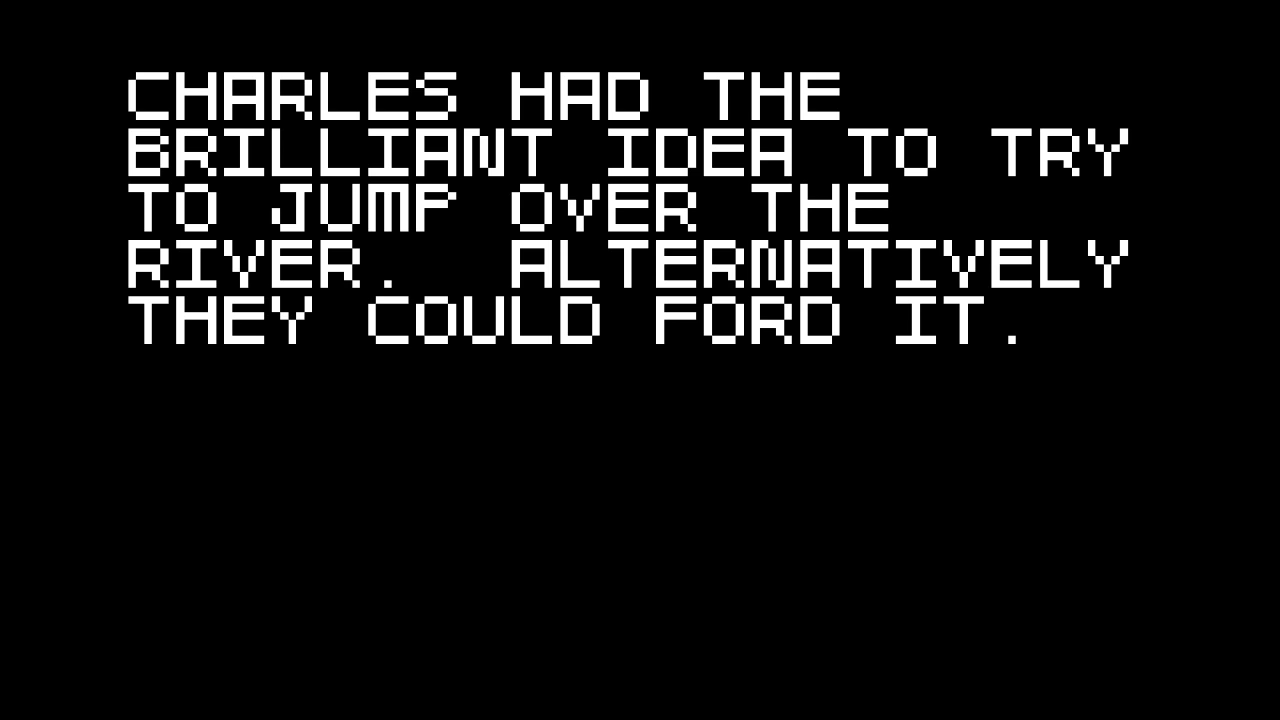 CHARLES HAD THE
BRILLIANT IDEA TO TRY
TO JUMP OVER THE
RIVER.  ALTERNATIVELY
THEY COULD FORD IT.